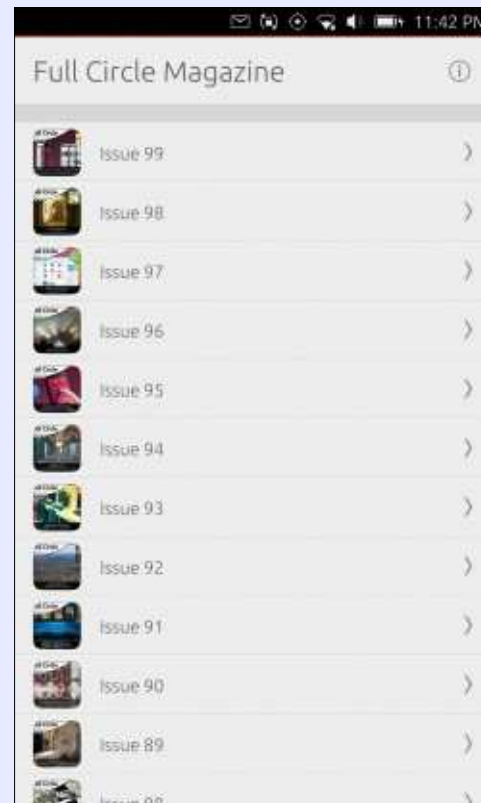 11:42 PM
Full Circle Magazine
Issue 99
Issue 98
Issue 97
Issue 96
Issue 95
Issue 94
Issue 93
Issue 92
Issue 91
Issue 90
Issue 89